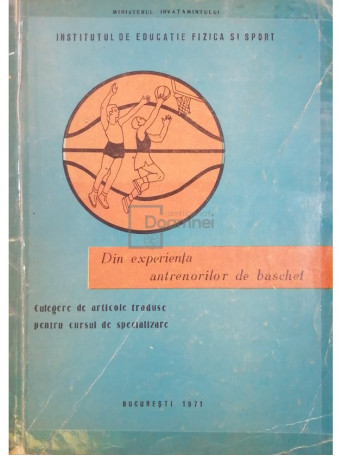 MINISTERUL INVATAMINTULUI
INSTITUTUL DE EDUCATIE FIZICA SI SPORT
Din experiența
antrenorilor de baschet
Culegere de articole traduse
pentru cursul de specializare
BUCUREȘTI 1971